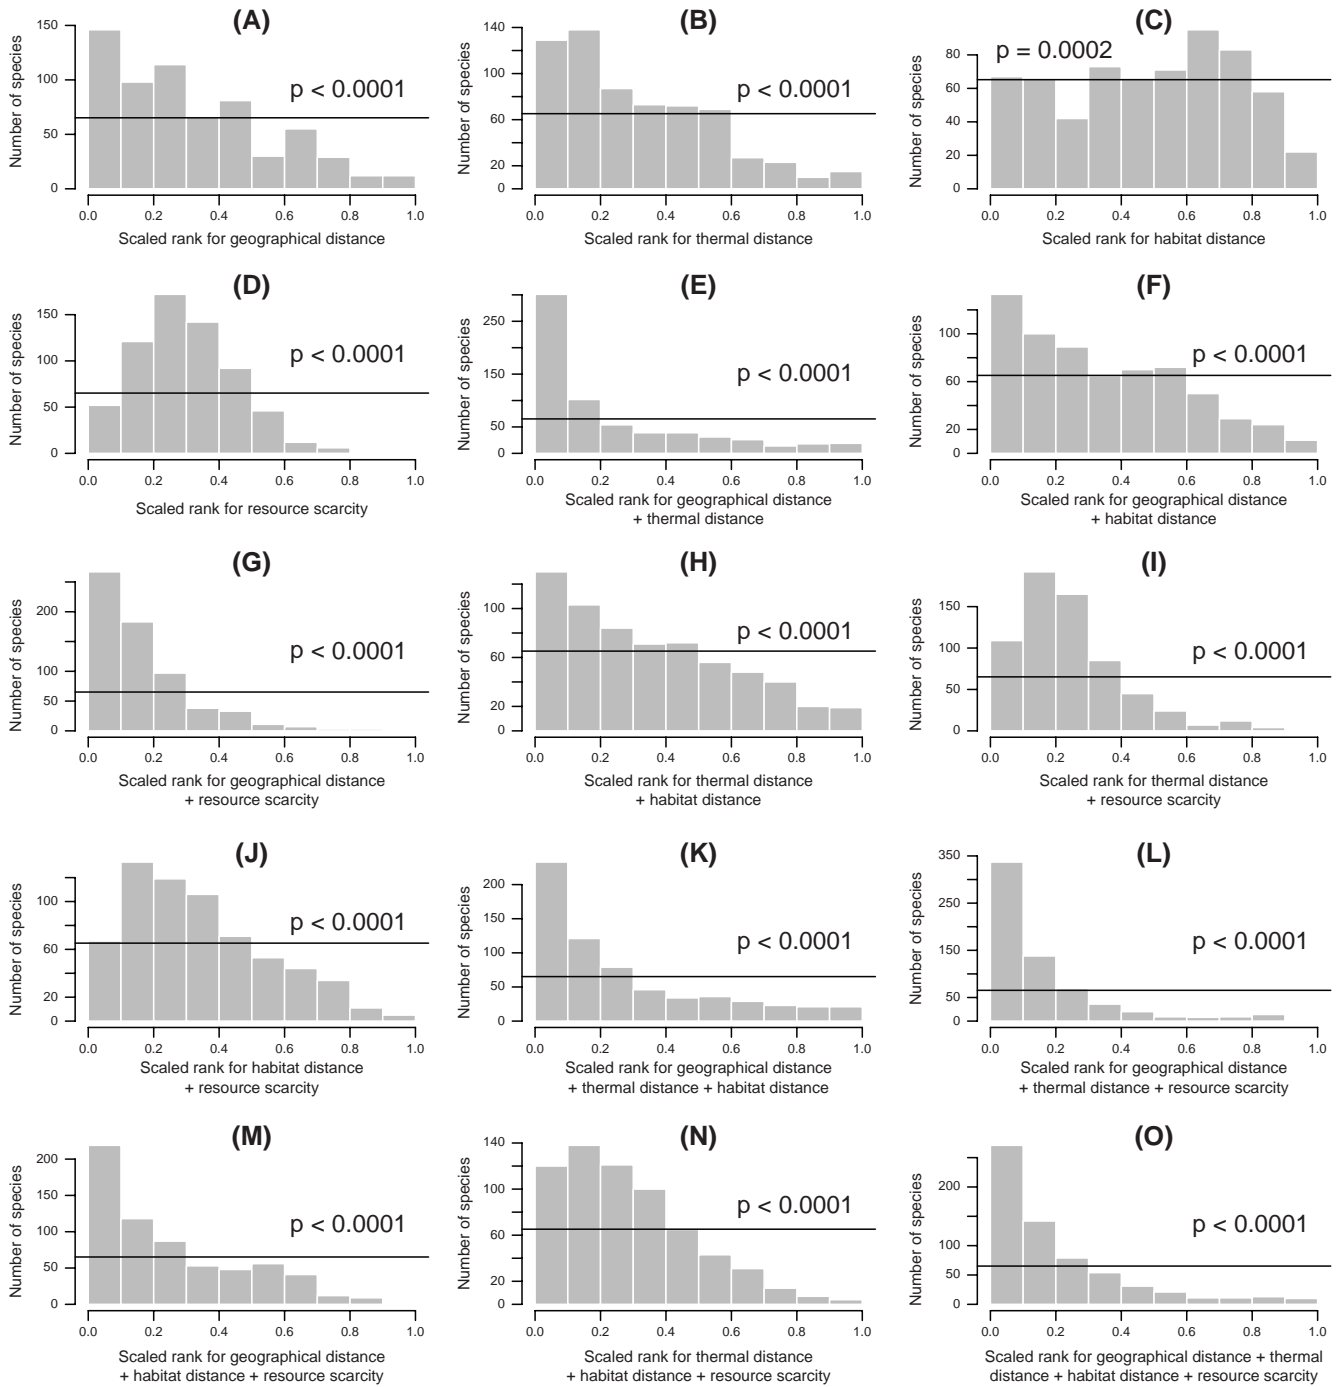 (A)
Number of species
150
100
50
0
p < 0.0001
0.0 0.2 0.4 0.6 0.8 1.0
Scaled rank for geographical distance
(B)
Number of species
140
100
60
20
0
p < 0.0001
0.0 0.2 0.4 0.6 0.8 1.0
Scaled rank for thermal distance
(C)
Number of species
80
60
40
20
0
p = 0.0002
0.0 0.2 0.4 0.6 0.8 1.0
Scaled rank for habitat distance
(D)
Number of species
150
100
50
0
p < 0.0001
0.0 0.2 0.4 0.6 0.8 1.0
Scaled rank for resource scarcity
(E)
Number of species
250
150
50
0
p < 0.0001
0.0 0.2 0.4 0.6 0.8 1.0
Scaled rank for geographical distance
+ thermal distance
(F)
Number of species
100
60
20
0
p < 0.0001
0.0 0.2 0.4 0.6 0.8 1.0
Scaled rank for geographical distance
+ habitat distance
(G)
Number of species
200
100
50
0
p < 0.0001
0.0 0.2 0.4 0.6 0.8 1.0
Scaled rank for geographical distance
+ resource scarcity
(H)
Number of species
100
60
20
0
p < 0.0001
0.0 0.2 0.4 0.6 0.8 1.0
Scaled rank for thermal distance
+ habitat distance
(I)
Number of species
150
100
50
0
p < 0.0001
0.0 0.2 0.4 0.6 0.8 1.0
Scaled rank for thermal distance
+ resource scarcity
(J)
Number of species
100
60
20
0
p < 0.0001
0.0 0.2 0.4 0.6 0.8 1.0
Scaled rank for habitat distance
+ resource scarcity
(K)
Number of species
200
150
100
50
0
p < 0.0001
0.0 0.2 0.4 0.6 0.8 1.0
Scaled rank for geographical distance
+ thermal distance + habitat distance
(L)
Number of species
350
250
150
50
0
p < 0.0001
0.0 0.2 0.4 0.6 0.8 1.0
Scaled rank for geographical distance
+ thermal distance + resource scarcity
(M)
Number of species
200
150
100
50
0
p < 0.0001
0.0 0.2 0.4 0.6 0.8 1.0
Scaled rank for geographical distance
+ habitat distance + resource scarcity
(N)
Number of species
140
100
60
20
0
p < 0.0001
0.0 0.2 0.4 0.6 0.8 1.0
Scaled rank for thermal distance
+ habitat distance + resource scarcity
(O)
Number of species
200
100
50
0
p < 0.0001
0.0 0.2 0.4 0.6 0.8 1.0
Scaled rank for geographical distance + thermal
distance + habitat distance + resource scarcity